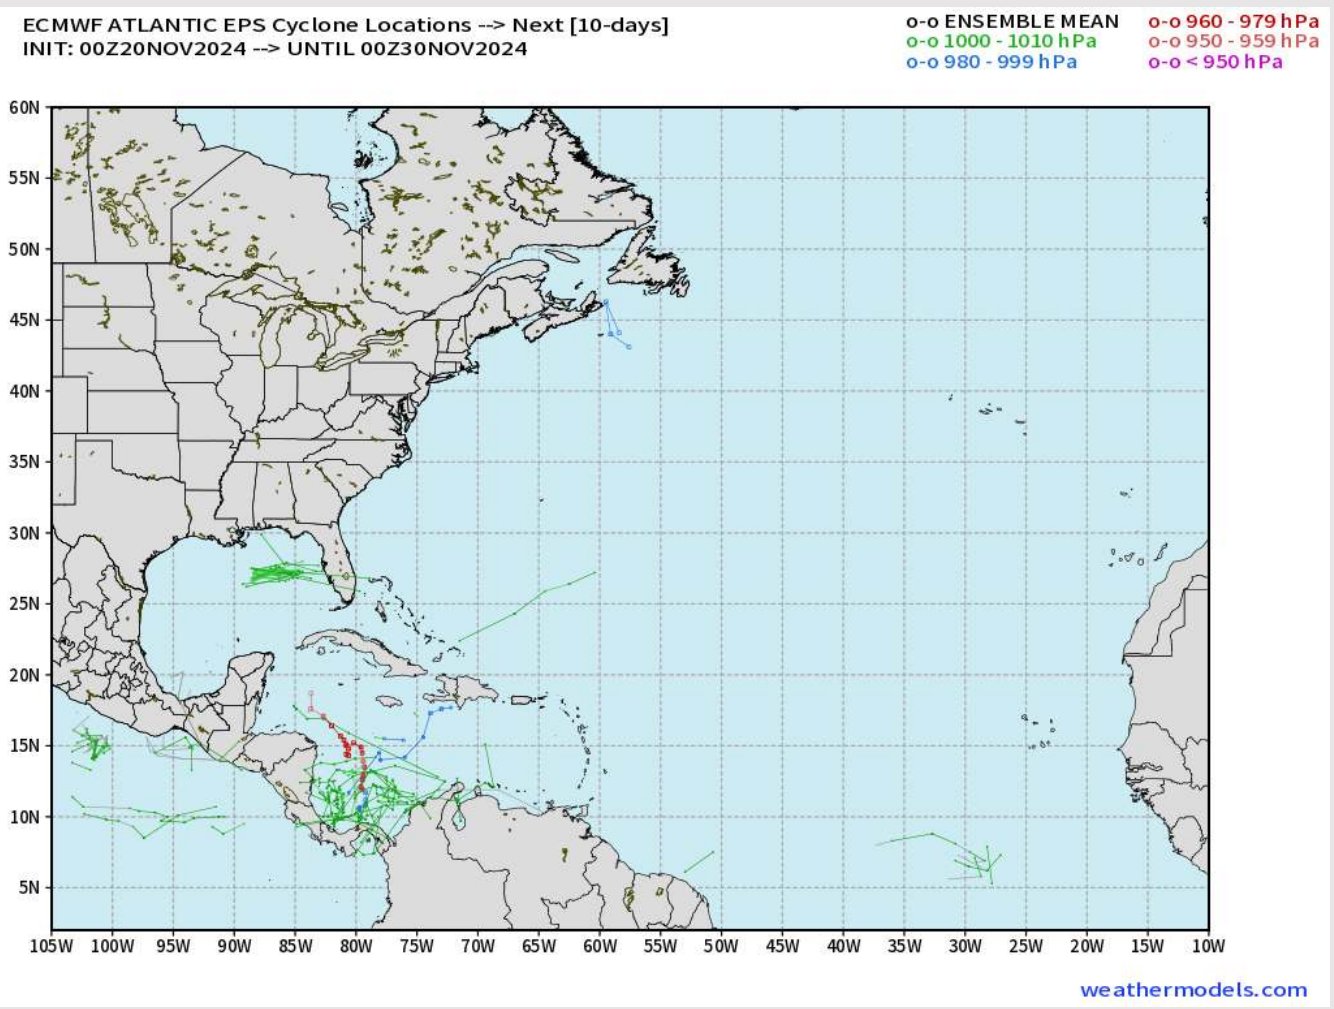 ECMWF ATLANTIC EPS Cyclone Locations --> Next [10-days]
INIT: 00Z20NOV2024 --> UNTIL 00Z30NOV2024
o-o ENSEMBLE MEAN
o-o 960 - 979 hPa
o-o 1000 - 1010 hPa
o-o 950 - 959 hPa
o-o 980 - 999 hPa
o-o < 950 hPa
60N
55N
50N
45N
40N
35N
30N
25N
20N
15N
10N
5N
105W 100W 95W 90W 85W 80W 75W 70W 65W 60W 55W 50W 45W 40W 35W 30W 25W 20W 15W 10W
weathermodels.com